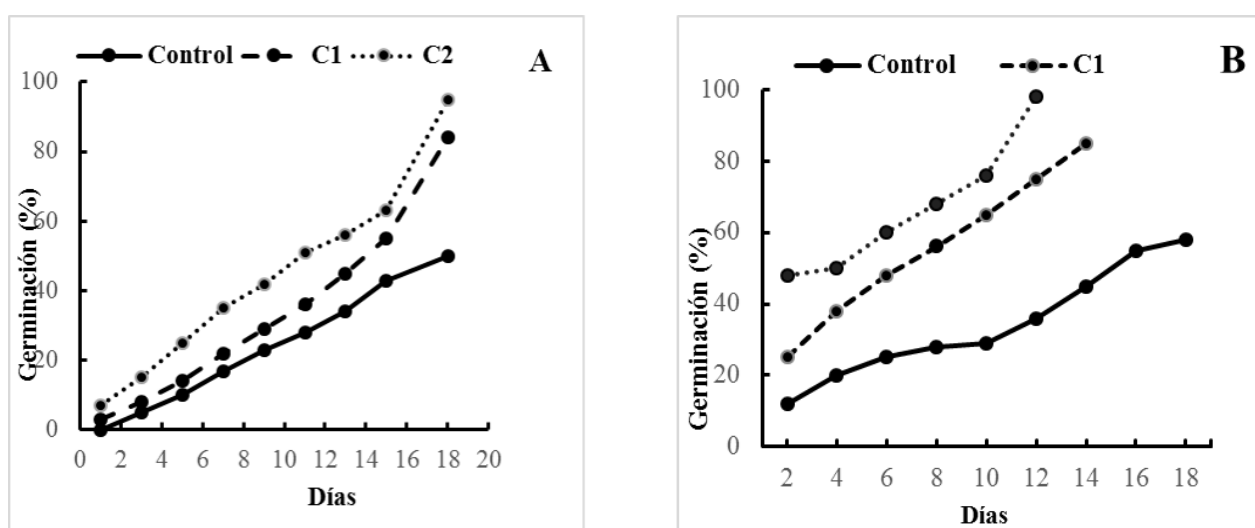 Control C1 C2
A
100
80
60
40
20
0
Germinación (%)
0 2 4 6 8 10 12 14 16 18 20
Días
Control C1
B
100
80
60
40
20
0
Germinación (%)
2 4 6 8 10 12 14 16 18
Días